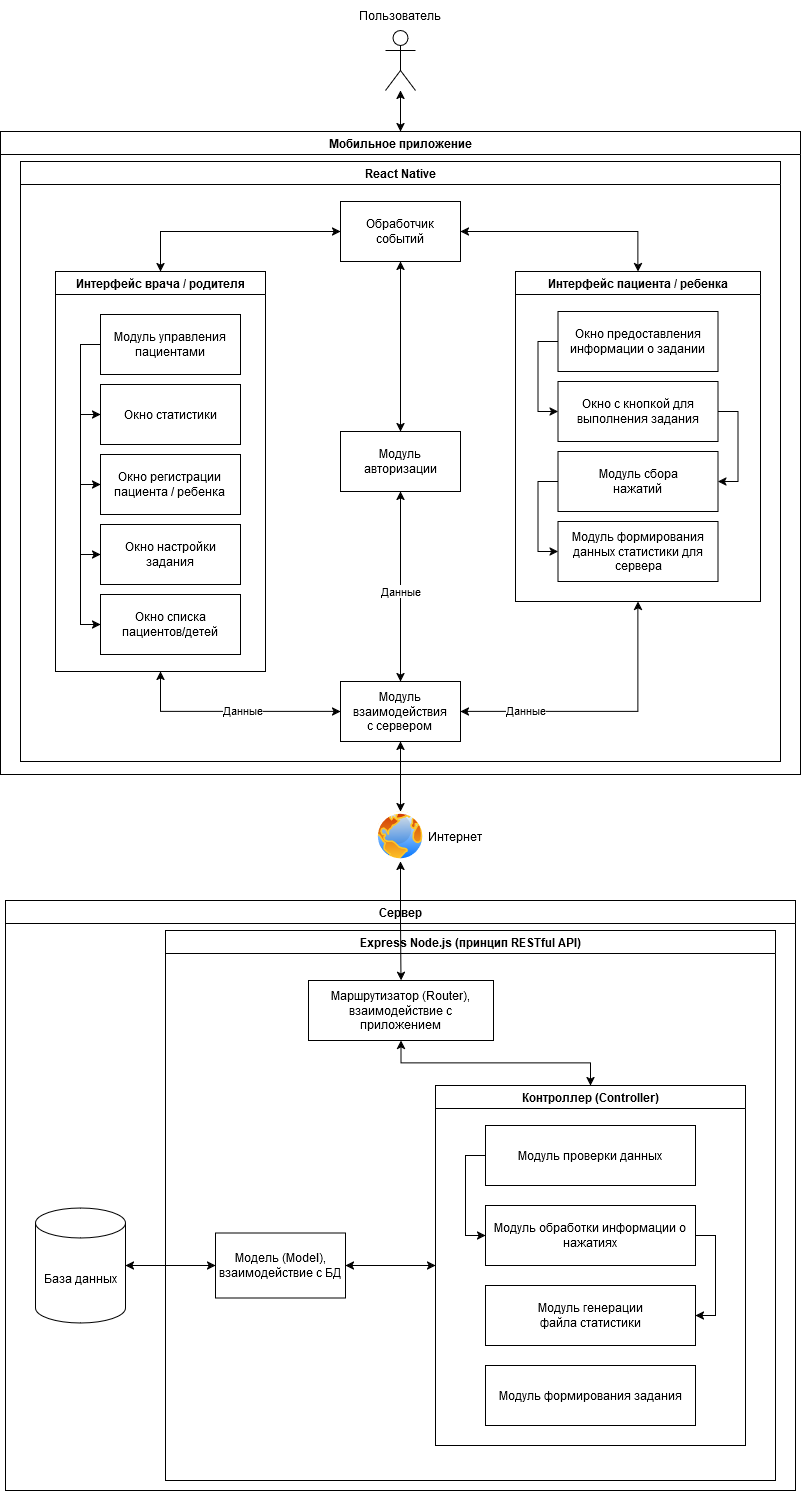 Пользователь
Мобильное приложение
React Native
Обработчик
событий
Интерфейс врача / родителя
Модуль управления
пациентами
Окно статистики
Окно регистрации
пациента / ребенка
Окно настройки
задания
Окно списка
пациентов/детей
Модуль
авторизации
Интерфейс пациента / ребенка
Окно предоставления
информации о задании
Окно с кнопкой для
выполнения задания
Модуль сбора
нажатий
Модуль формирования
данных статистики для
сервера
Данные
Данные
Модуль
взаимодействия
с сервером
Данные
Интернет
Сервер
Express Node.js (принцип RESTful API)
Маршрутизатор (Router),
взаимодействие с
приложением
Контроллер (Controller)
Модуль проверки данных
Модуль обработки информации о
нажатиях
Модуль генерации
файла статистики
Модуль формирования задания
Модель (Model),
взаимодействие с БД
База данных